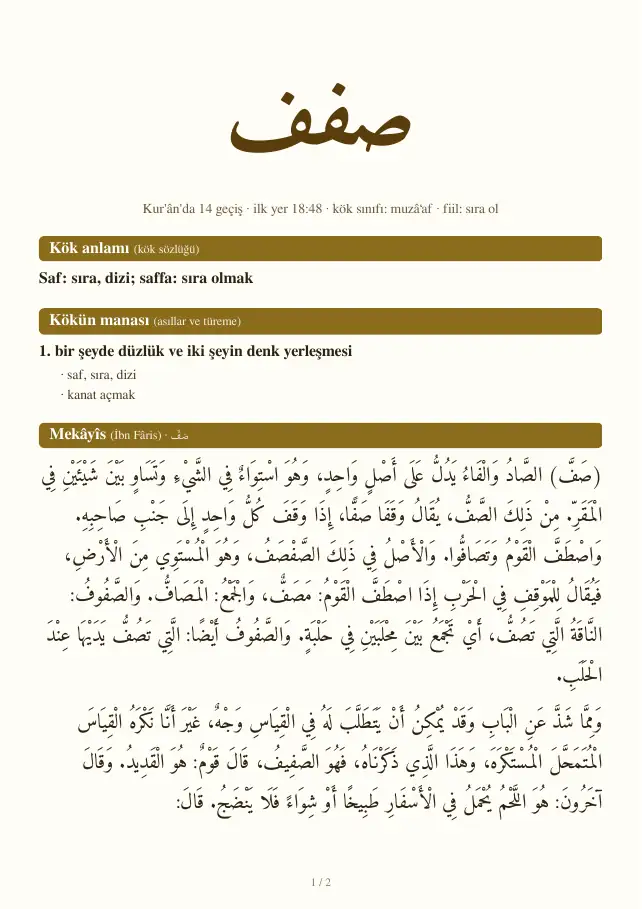 صفف
Kur'ân'da 14 geçiş · ilk yer 18:48 · kök sınıfı: muzâ'af · fiil: sıra ol
Kök anlamı (kök sözlüğü)
Saf: sıra, dizi; saffa: sıra olmak
Kökün manası (asıllar ve türeme)
1. bir şeyde düzlük ve iki şeyin denk yerleşmesi
· saf, sıra, dizi
· kanat açmak
Mekâyîs (İbn Fâris) · صَفَّ
(صَفَّ) الصَّادُ وَالْفَاءُ يَدُلُّ عَلَى أَصْلٍ وَاحِدٍ، وَهُوَ اسْتِوَاءٌ فِي الشَّيْءِ وَتَسَاوٍ بَيْنَ شَيْئَيْنِ فِي
الْمَقَرِّ. مِنْ ذَلِكَ الصَّفُّ، يُقَالُ وَقَفَا صَفًّا، إِذَا وَقَفَ كُلُّ وَاحِدٍ إِلَى جَنْبِ صَاحِبِهِ.
وَاصْطَفَّ الْقَوْمُ وَتَصَافُّوا. وَالْأَصْلُ فِي ذَلِكَ الصَّفْصَفُ، وَهُوَ الْمُسْتَوِي مِنَ الْأَرْضِ،
فَيُقَالُ لِلْمَوْقِفِ فِي الْحَرْبِ إِذَا اصْطَفَّ الْقَوْمُ: مَصَفٌّ، وَالْجَمْعُ: الْمَصَافُّ. وَالصَّفُوفُ:
النَّاقَةُ الَّتِي تَصُفُّ، أَيْ تَجْمَعُ بَيْنَ مِحْلَبَيْنِ فِي حَلْبَةٍ. وَالصَّفُوفُ أَيْضًا: الَّتِي تَصُفُّ يَدَيْهَا عِنْدَ
الْحَلَبِ.
وَمِمَّا شَذَّ عَنِ الْبَابِ وَقَدْ يُمْكِنُ أَنْ يَتَطَلَّبَ لَهُ فِي الْقِيَاسِ وَجْهٌ، غَيْرَ أَنَّا نَكْرَهُ الْقِيَاسَ
الْمُتَمَحَّلَ الْمُسْتَكْرَهَ، وَهَذَا الَّذِي ذَكَرْنَاهُ، فَهُوَ الصَّفِيفُ، قَالَ قَوْمٌ: هُوَ الْقَدِيدُ. وَقَالَ
آخَرُونَ: هُوَ اللَّحْمُ يُحْمَلُ فِي الْأَسْفَارِ طَبِيخًا أَوْ شِوَاءً فَلَا يَنْضَجُ. قَالَ:
1 / 2